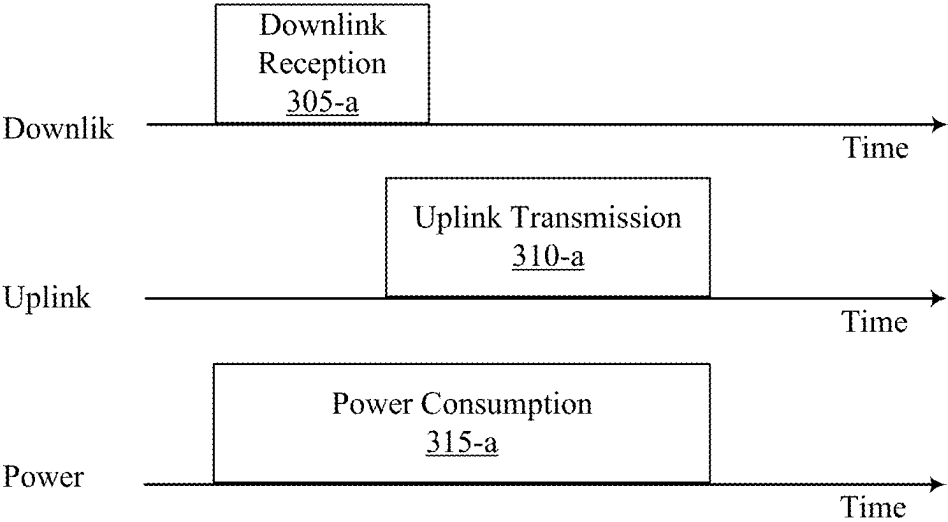 Downlink
Reception
305-a
Downlik
Time
Uplink Transmission
310-a
Uplink
Time
Power Consumption
315-a
Power
Time